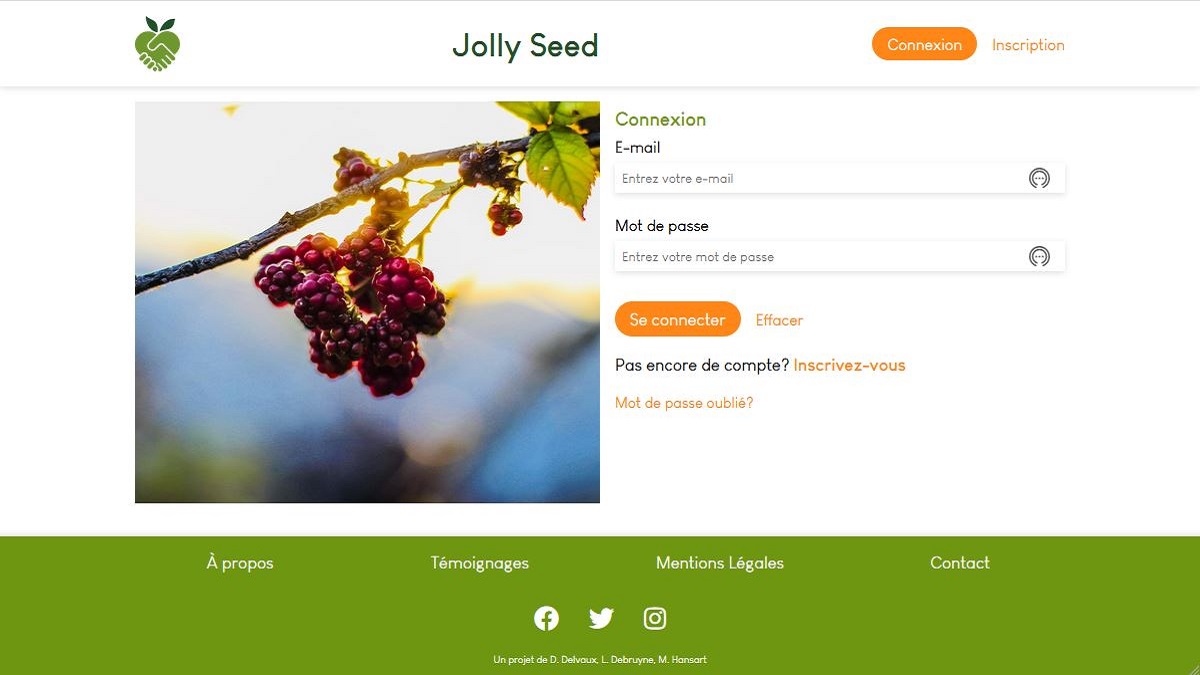 Jolly Seed
Connexion
Inscription
Connexion
E-mail
Entrez votre e-mail
Mot de passe
Entrez votre mot de passe
Se connecter
Effacer
Pas encore de compte? Inscrivez-vous
Mot de passe oublié?
À propos
Témoignages
Mentions Légales
Contact
Un projet de D. Delvaux, L. Debruyne, M. Hansart